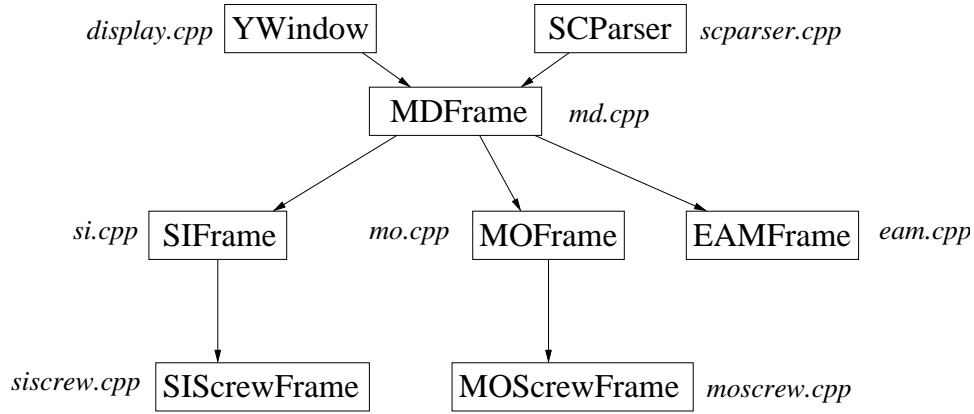 display.cpp YWindow SCParser scparser.cpp
MDFrame md.cpp
si.cpp SIFrame mo.cpp MOFrame EAMFrame eam.cpp
siscrew.cpp SIScrewFrame MOScrewFrame moscrew.cpp